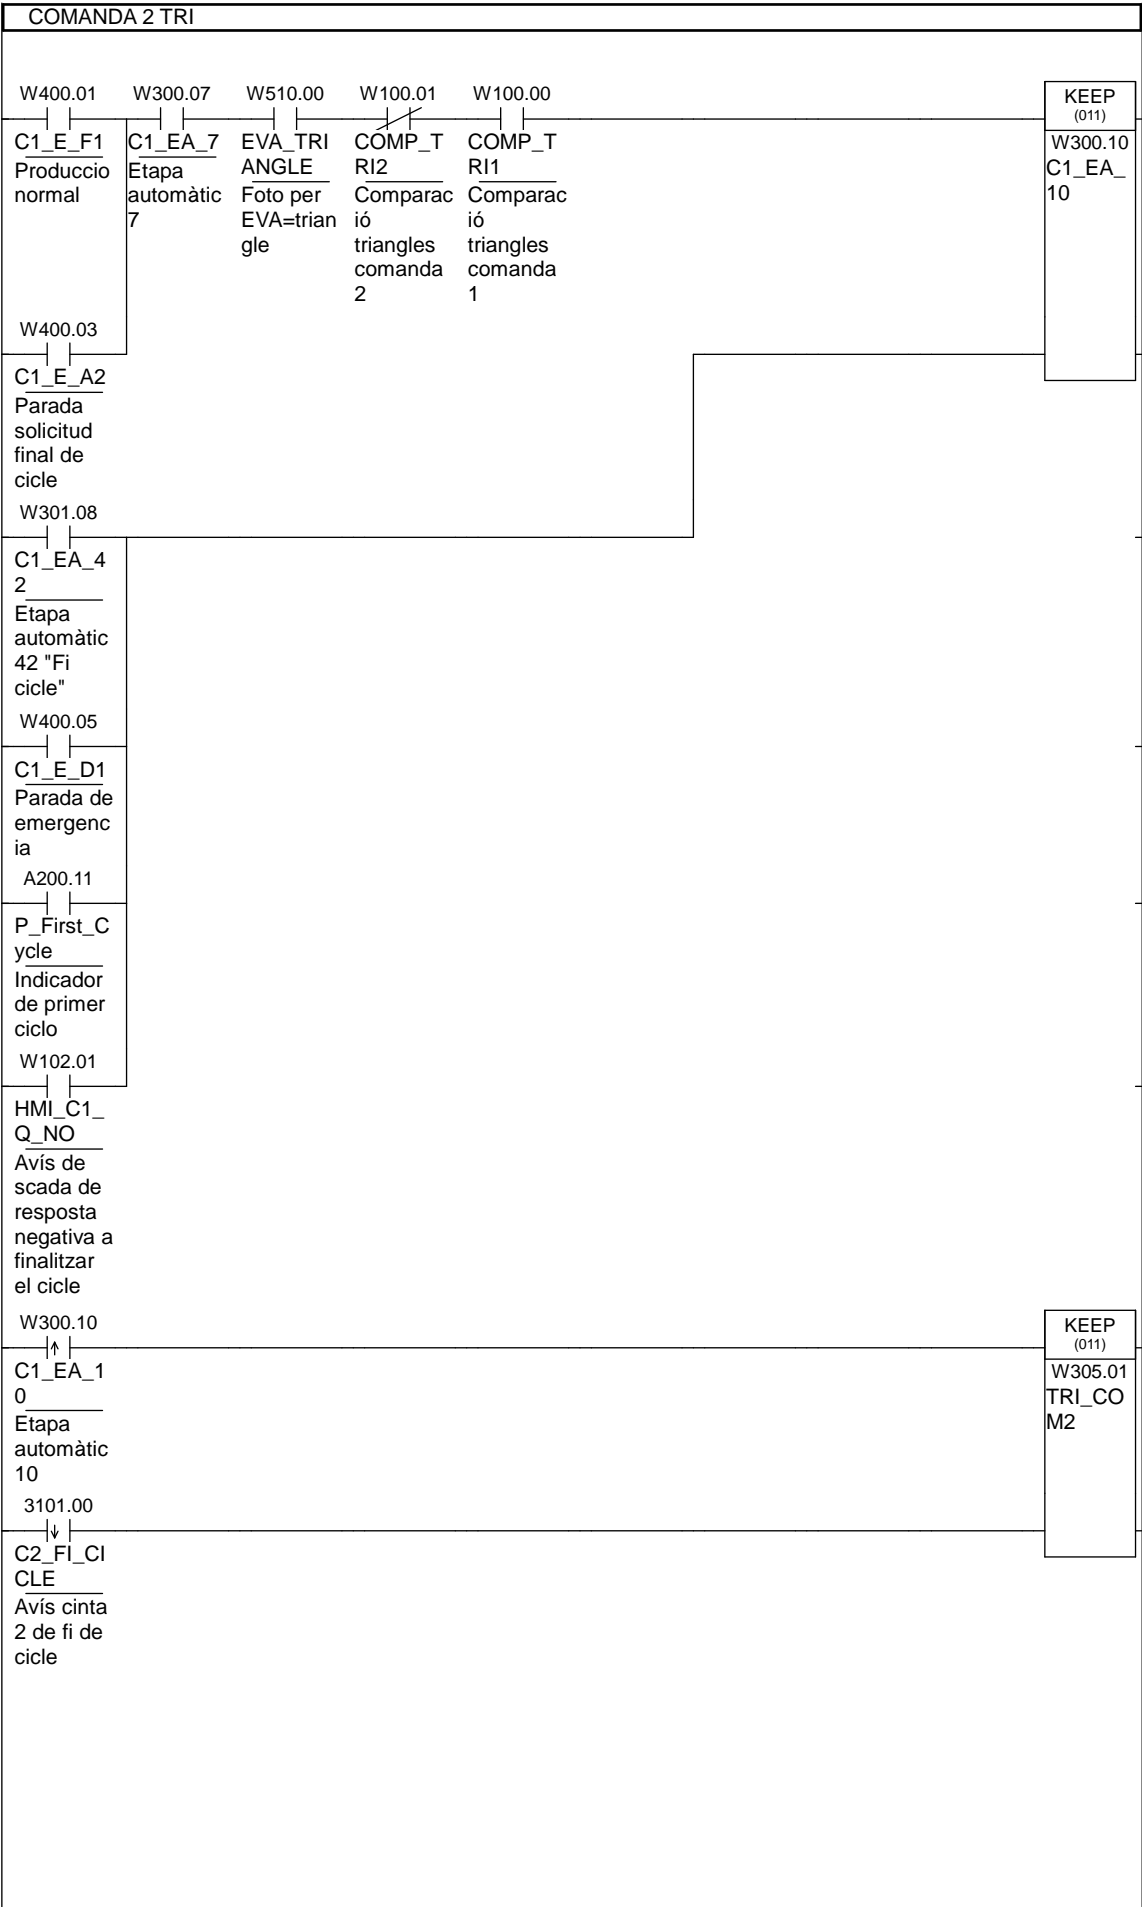 COMANDA 2 TRI
W400.01 W300.07 W510.00 W100.01 W100.00
C1_E_F1
Produccio
normal
C1_EA_7
Etapa
automàtic
7
EVA_TRI
ANGLE
Foto per
EVA=trian
gle
COMP_T
RI2
Comparac
ió
triangles
comanda
2
COMP_T
RI1
Comparac
ió
triangles
comanda
1
KEEP
(011)
W300.10
C1_EA_
10
W400.03
C1_E_A2
Parada
solicitud
final de
cicle
W301.08
C1_EA_4
2
Etapa
automàtic
42 "Fi
cicle"
W400.05
C1_E_D1
Parada de
emergenc
ia
A200.11
P_First_C
ycle
Indicador
de primer
ciclo
W102.01
HMI_C1_
Q_NO
Avís de
scada de
resposta
negativa a
finalitzar
el cicle
W300.10
C1_EA_1
0
Etapa
automàtic
10
KEEP
(011)
W305.01
TRI_CO
M2
3101.00
C2_FI_CI
CLE
Avís cinta
2 de fi de
cicle